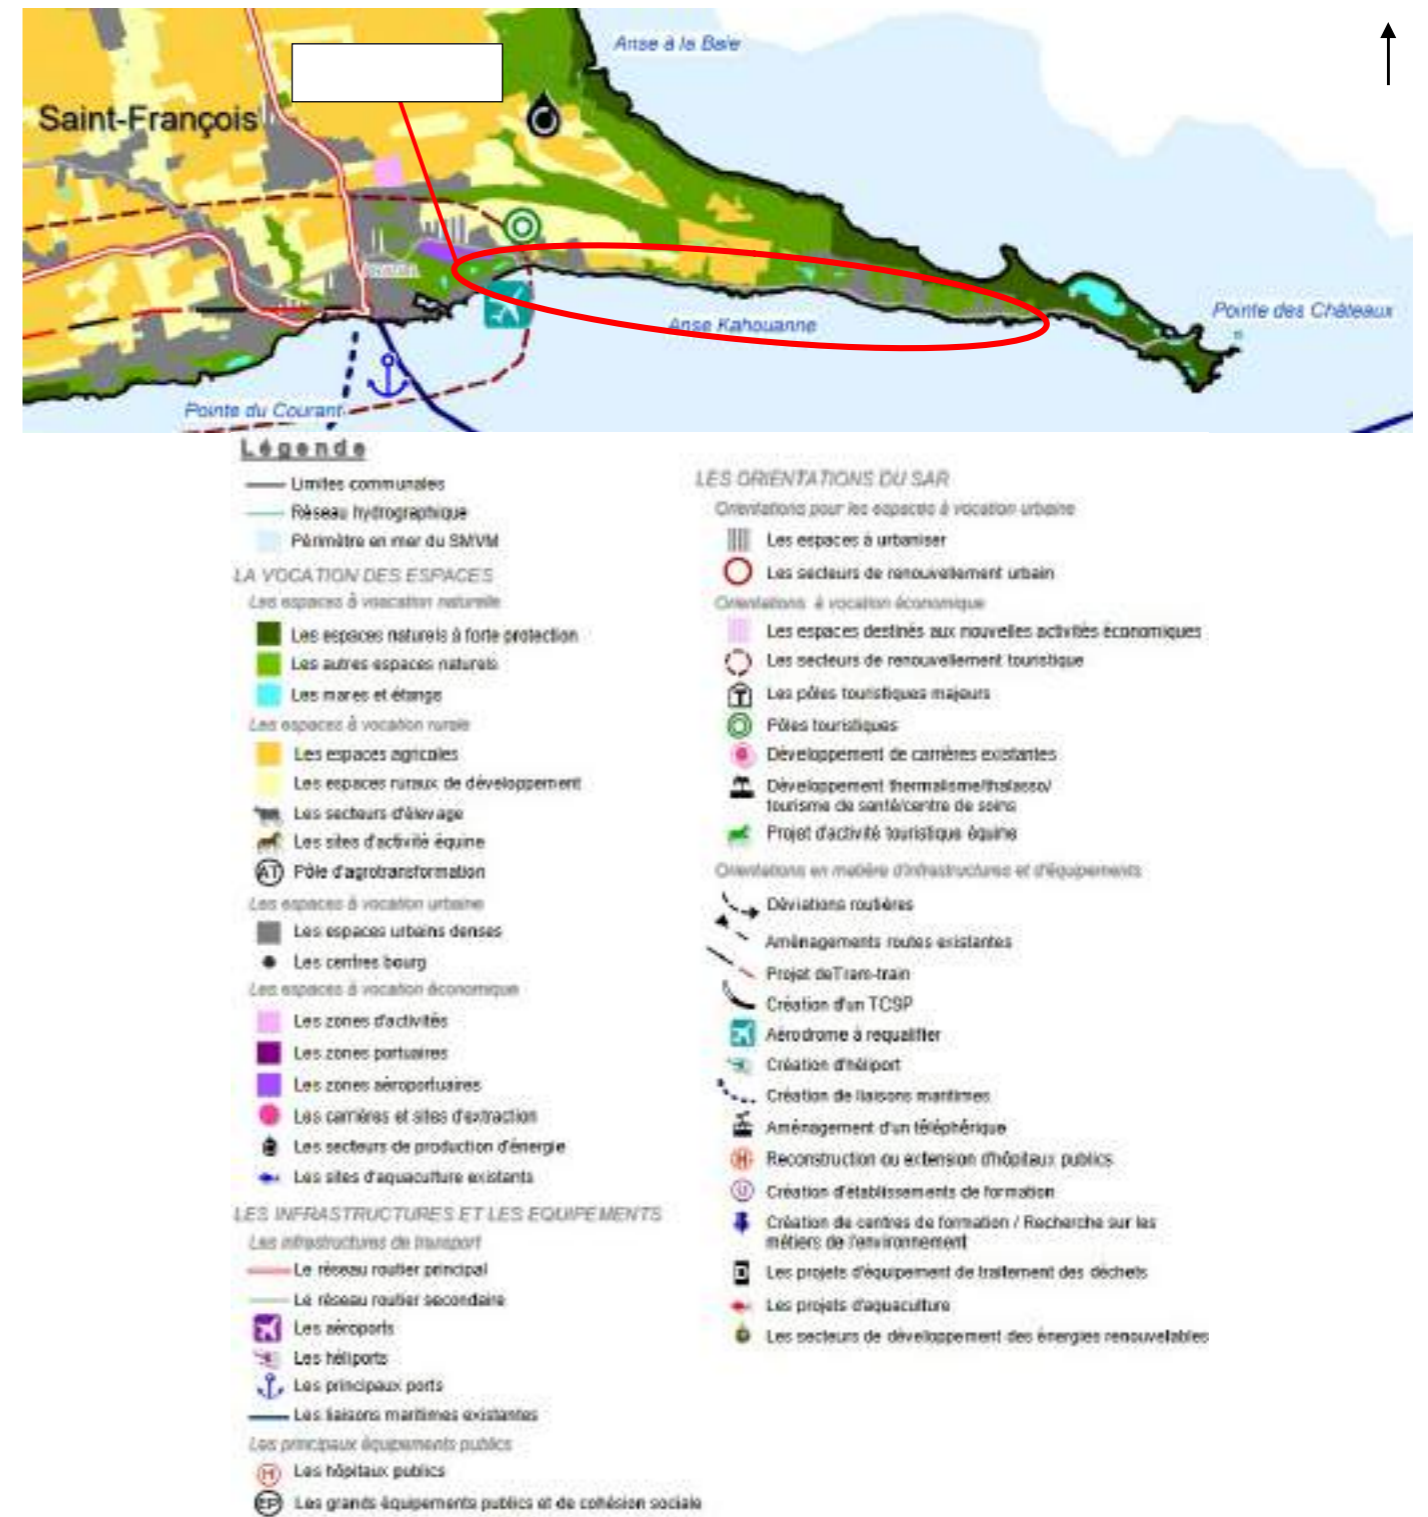 Anse à la Baie
Saint-François
Anse Kahouanne
Pointe des Châteaux
Pointe du Courant
Légende
Limites communales
Réseau hydrographique
Périmètre en mer du SMVM
LA VOCATION DES ESPACES
Les espaces à voacation naturelle
Les espaces naturels à forte protection
Les autres espaces naturels
Les mares et étangs
Les espaces à vocation rurale
Les espaces agricoles
Les espaces ruraux de développement
Les secteurs d'élevage
Les sites d'activité équine
AT Pôle d'agrotransformation
Les espaces à vocation urbaine
Les espaces urbains denses
Les centres bourg
Les espaces à vocation économique
Les zones d'activités
Les zones portuaires
Les zones aéroportuaires
Les carrières et sites d'extraction
Les secteurs de production d'énergie
Les sites d'aquaculture existants
LES INFRASTRUCTURES ET LES EQUIPEMENTS
Les infrastructures de transport
Le réseau routier principal
Le réseau routier secondaire
Les aéroports
Les héliports
Les principaux ports
Les liaisons maritimes existantes
Les principaux équipements publics
H Les hôpitaux publics
EP Les grands équipements publics et de cohésion sociale
LES ORIENTATIONS DU SAR
Orientations pour les espaces à vocation urbaine
Les espaces à urbaniser
Les secteurs de renouvellement urbain
Orientations à vocation économique
Les espaces destinés aux nouvelles activités économiques
Les secteurs de renouvellement touristique
T Les pôles touristiques majeurs
Pôles touristiques
Développement de carrières existantes
Développement thermalisme/thalasso/
tourisme de santé/centre de soins
Projet d'activité touristique équine
Orientations en matière d'infrastructures et d'équipements
Déviations routières
Aménagements routes existantes
Projet deTram-train
Création d'un TCSP
Aérodrome à requalifier
Création d'héliport
Création de liaisons maritimes
Aménagement d'un téléphérique
H Reconstruction ou extension d'hôpitaux publics
U Création d'établissements de formation
Création de centres de formation / Recherche sur les
métiers de l'environnement
Les projets d'équipement de traitement des déchets
Les projets d'aquaculture
Les secteurs de développement des énergies renouvelables